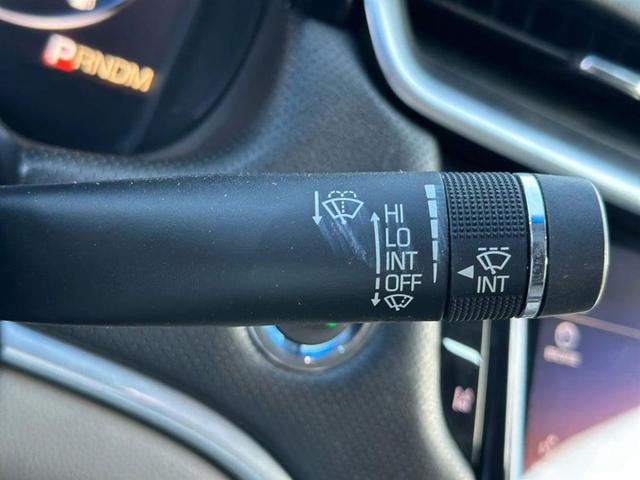 PRNDM
HI
LO
INT
OFF
INT